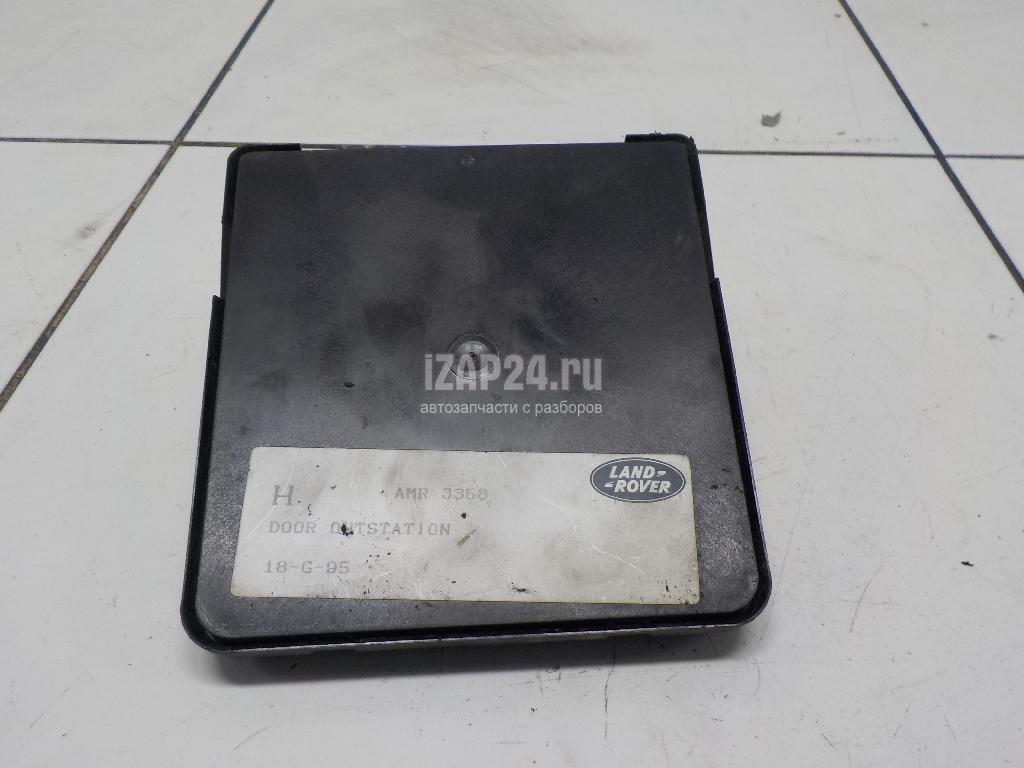 iZAP24.ru
автозапчасти с разборов
LAND-
-ROVER
H AMR 3358
DOOR OUTSTATION
18-G-95